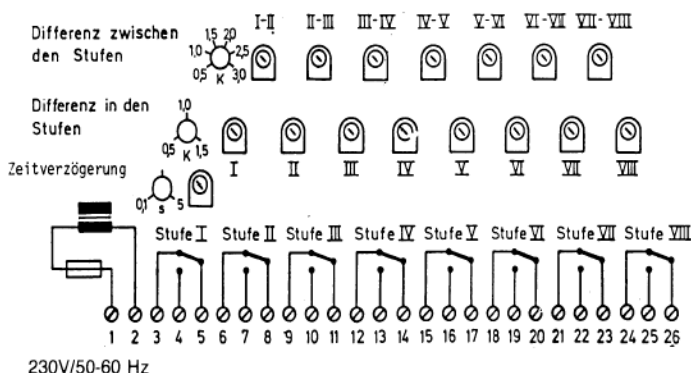 I-II II-III III-IV IV-V V-VI VI-VII VII-VIII
Differenz zwischen
den Stufen
1,5 2,0
1,0 2,5
0,5 K 3,0
Differenz in den
Stufen
1,0
0,5 K 1,5
I II III IV V VI VII VIII
Zeitverzögerung
0,1 s 5
Stufe I Stufe II Stufe III Stufe IV Stufe V Stufe VI Stufe VII Stufe VIII
1 2 3 4 5 6 7 8 9 10 11 12 13 14 15 16 17 18 19 20 21 22 23 24 25 26
230V/50-60 Hz